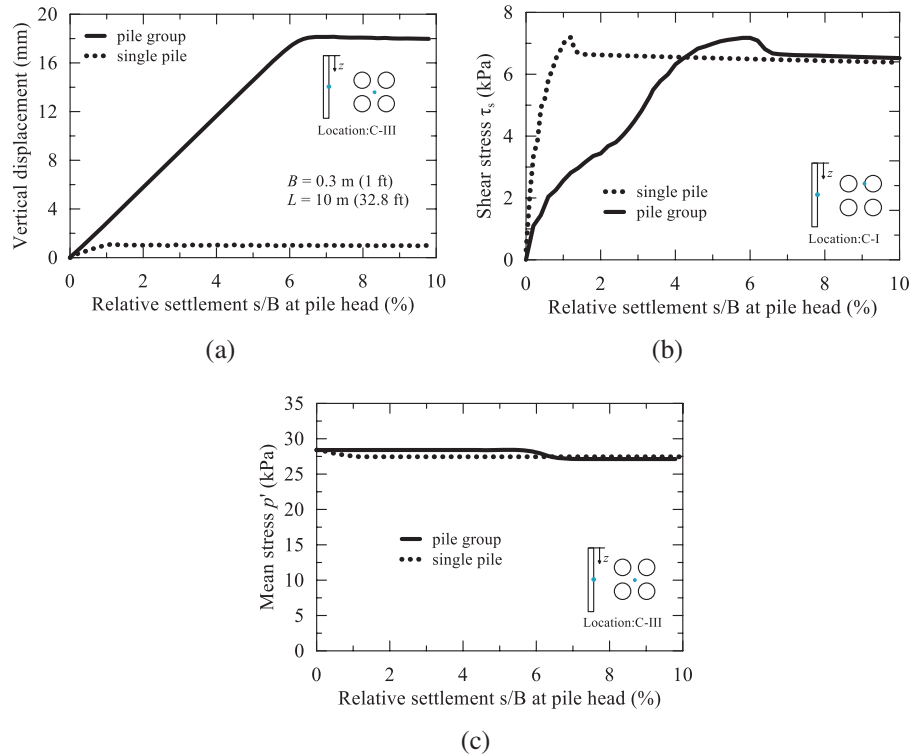 20
16
12
8
4
0
Vertical displacement (mm)
pile group
single pile
z
Location:C-III
B = 0.3 m (1 ft)
L = 10 m (32.8 ft)
0 2 4 6 8 10
Relative settlement s/B at pile head (%)
(a)
8
6
4
2
0
Shear stress τs (kPa)
single pile
pile group
z
Location:C-I
0 2 4 6 8 10
Relative settlement s/B at pile head (%)
(b)
35
30
25
20
15
10
5
0
Mean stress p' (kPa)
pile group
single pile
z
Location:C-III
0 2 4 6 8 10
Relative settlement s/B at pile head (%)
(c)